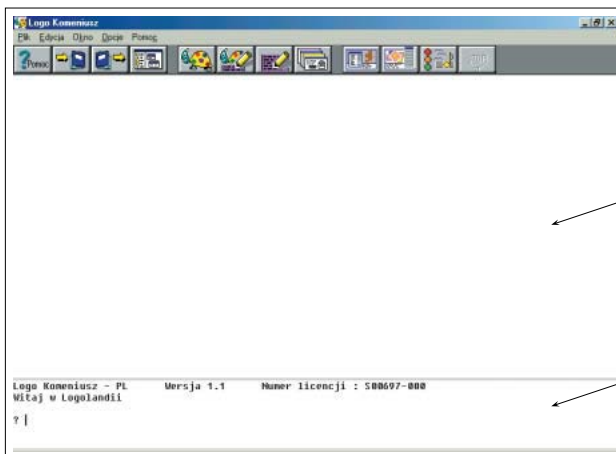 Logo Komeniusz
Plik Edycja Okno Opcje Pomoc
?Pomoc
Logo Komeniusz - PL Wersja 1.1 Numer licencji : S00697-000
Witaj w Logolandii
? |